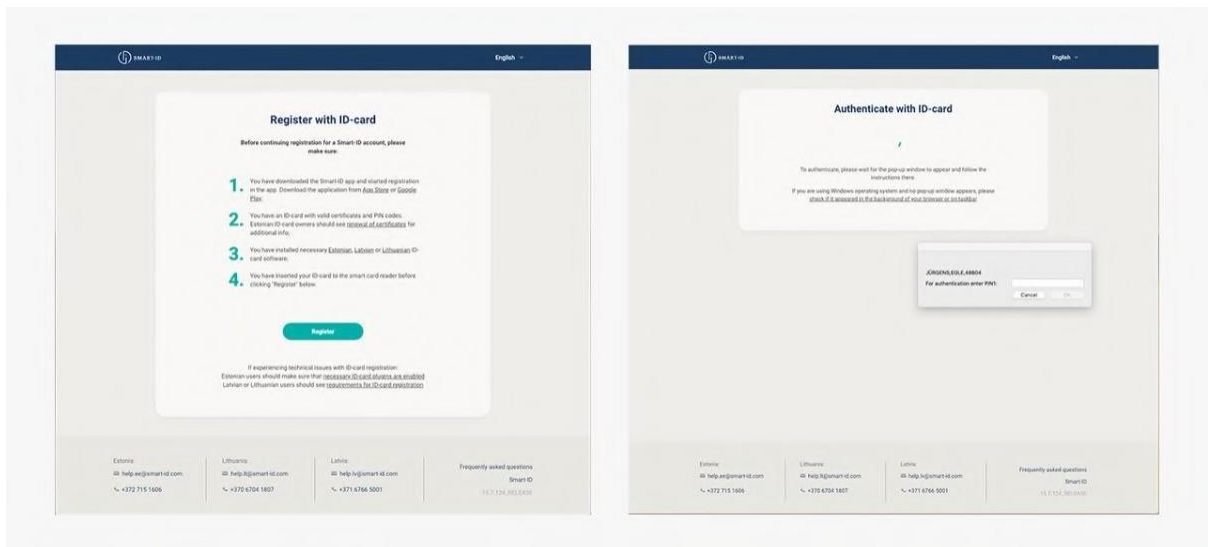 SMART-ID
English
Register with ID-card
Before continuing registration for a Smart-ID account, please
make sure:
1. You have downloaded the Smart-ID app and started registration
in the app. Download the application from App Store or Google
Play;
2. You have an ID-card with valid certificates and PIN codes.
Estonian ID-card owners should see renewal of certificates for
additional info;
3. You have installed necessary Estonian, Latvian or Lithuanian ID-
card software;
4. You have inserted your ID-card to the smart card reader before
clicking "Register" below.
Register
If experiencing technical issues with ID-card registration:
Estonian users should make sure that necessary ID-card plugins are enabled
Latvian or Lithuanian users should see requirements for ID-card registration
Estonia
help.ee@smart-id.com
+372 715 1606
Lithuania
help.lt@smart-id.com
+370 6704 1807
Latvia
help.lv@smart-id.com
+371 6766 5001
Frequently asked questions
Smart-ID
SMART-ID
English
Authenticate with ID-card
To authenticate, please wait for the pop-up window to appear and follow the
instructions there.
If you are using Windows operating system and no pop-up window appears, please
check if it appeared in the background of your browser or on taskbar
For authentication enter PIN1:
Cancel
OK
Estonia
help.ee@smart-id.com
+372 715 1606
Lithuania
help.lt@smart-id.com
+370 6704 1807
Latvia
help.lv@smart-id.com
+371 6766 5001
Frequently asked questions
Smart-ID